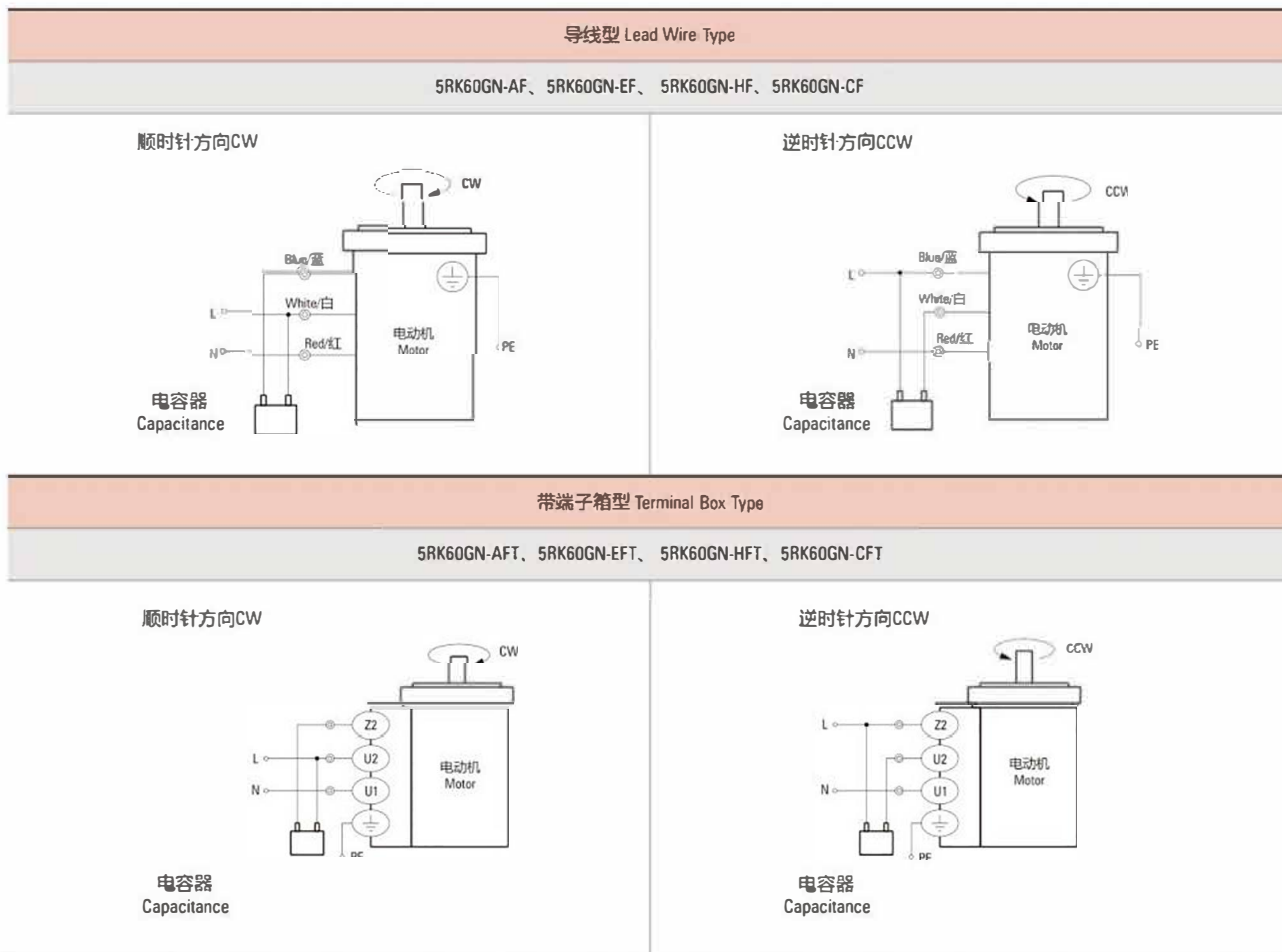 导线型 Lead Wire Type
5RK60GN-AF、5RK60GN-EF、 5RK60GN-HF、5RK60GN-CF
顺时针方向CW
CW
Blue/蓝
White/白
L
Red/红
N
电动机
Motor
PE
电容器
Capacitance
逆时针方向CCW
CCW
Blue/蓝
L
White/白
Red/红
N
电动机
Motor
PE
电容器
Capacitance
带端子箱型 Terminal Box Type
5RK60GN-AFT、5RK60GN-EFT、 5RK60GN-HFT、5RK60GN-CFT
顺时针方向CW
CW
Z2
L
U2
N
U1
电动机
Motor
PE
电容器
Capacitance
逆时针方向CCW
CCW
L
Z2
U2
N
U1
电动机
Motor
PE
电容器
Capacitance